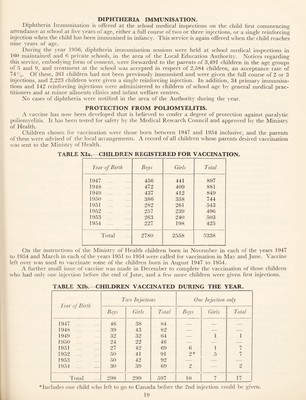 DIPHTHERIA IMMUNISATION.
Diphtheria Immunisation is offered at the school medical inspections on the child first commencing
attendance at school at five years of age, either a full course of two or three injections, or a single reinforcing
injection when the child has been immunised in infancy. This service is again offered when the child reaches
nine years of age.
During the year 1956, diphtheria immunisation sessions were held at school medical inspections in
100 maintained and 6 private schools, in the area of the Local Education Authority. Notices regarding
this service, embodying form of consent, were forwarded to the parents of 3,491 children in the age groups
of 5 and 9, and treatment at the school was accepted in respect of 2,584 children, an acceptance rate of
74%. Of these, 361 children had not been previously immunised and were given the full course of 2 or 3
injections, and 2,223 children were given a single reinforcing injection. In addition, 34 primary immunisa-
tions and 142 reinforcing injections were administered to children of school age by general medical prac-
titioners and at minor ailments clinics and infant welfare centres.
No cases of diphtheria were notified in the area of the Authority during the year.
PROTECTION FROM POLIOMYELITIS.
A vaccine has now been developed that is believed to confer a degree of protection against paralytic
poliomyelitis. It has been tested for safety by the Medical Research Council and approved by the Ministry
of Health.
Children chosen for vaccination were those born between 1947 and 1954 inclusive, and the parents
of them were advised of the local arrangements. A record of all children whose parents desired vaccination
was sent to the Ministry of Health.
TABLE XIa. CHILDREN REGISTERED FOR VACCINATION.
Year of Birth Boys Girls Total
1947 456 441 897
1948 472 409 881
1949 437 412 849
1950 386 358 744
1951 282 261 543
1952 257 239 496
1953 263 240 503
1954 227 198 425
Total 2780 2558 5338
On the instructions of the Ministry of Health children born in November in each of the years 1947
to 1954 and March in each of the years 1951 to 1954 were called for vaccination in May and June. Vaccine
left over was used to vaccinate some of the children born in August 1947 to 1954.
A further small issue of vaccine was made in December to complete the vaccination of those children
who had only one injection before the end of June, and a few more children were given first injections.
TABLE XIb. CHILDREN VACCINATED DURING THE YEAR.
Year of Birth Two Injections One Injection only
Boys Girls Total Boys Girls Total
1947 46 38 84 — — —
1948 39 43 82 — — —
1949 32 32 64 — 1 1
1950 24 22 46 — — —
1951 27 42 69 6 1 7
1952 50 41 91 2* 5 7
1953 50 42 92 — — —
1954 30 39 69 2 — 2
Total 298 299 597 10 7 17
*Includes one child who left to go to Canada before the 2nd injection could be given.
19